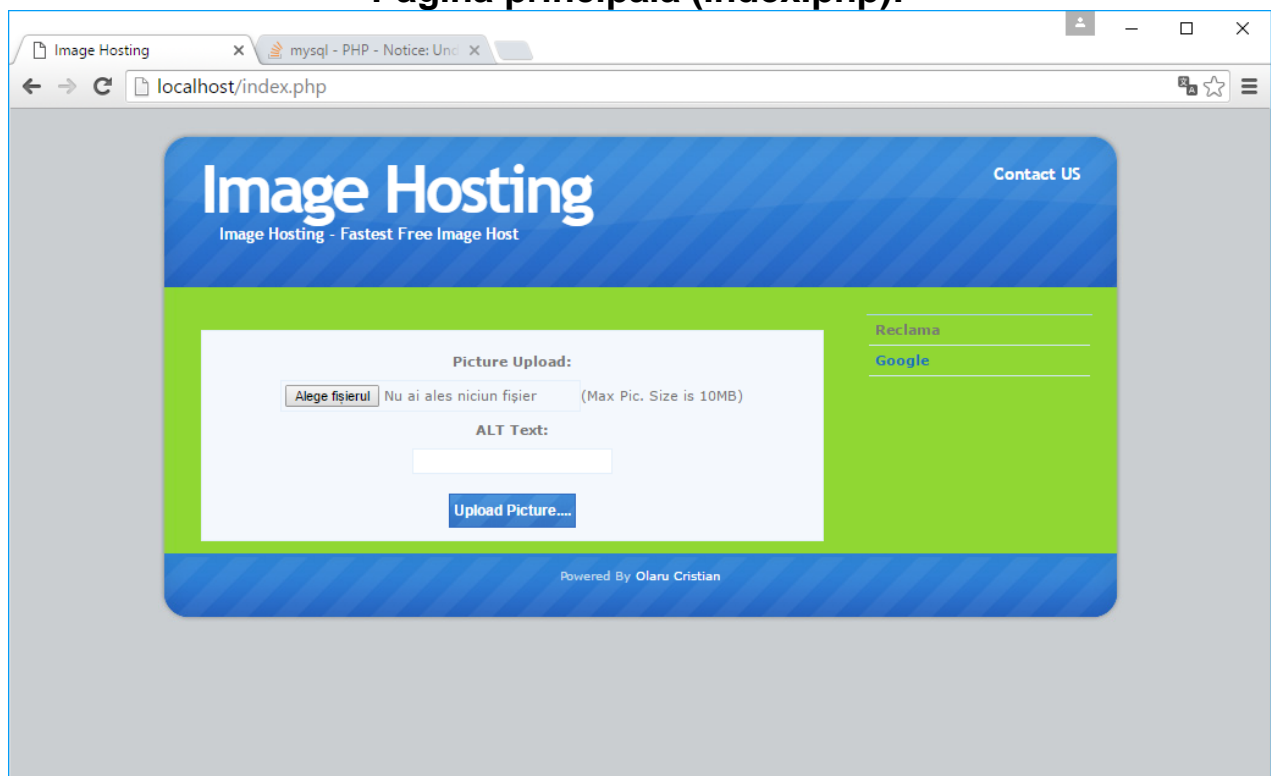 Pagina principală (index.php):
Image Hosting
mysql - PHP - Notice: Und
localhost/index.php
Image Hosting
Contact US
Image Hosting - Fastest Free Image Host
Reclama
Picture Upload:
Google
Alege fișierul Nu ai ales niciun fișier (Max Pic. Size is 10MB)
ALT Text:
Upload Picture....
Powered By Olaru Cristian